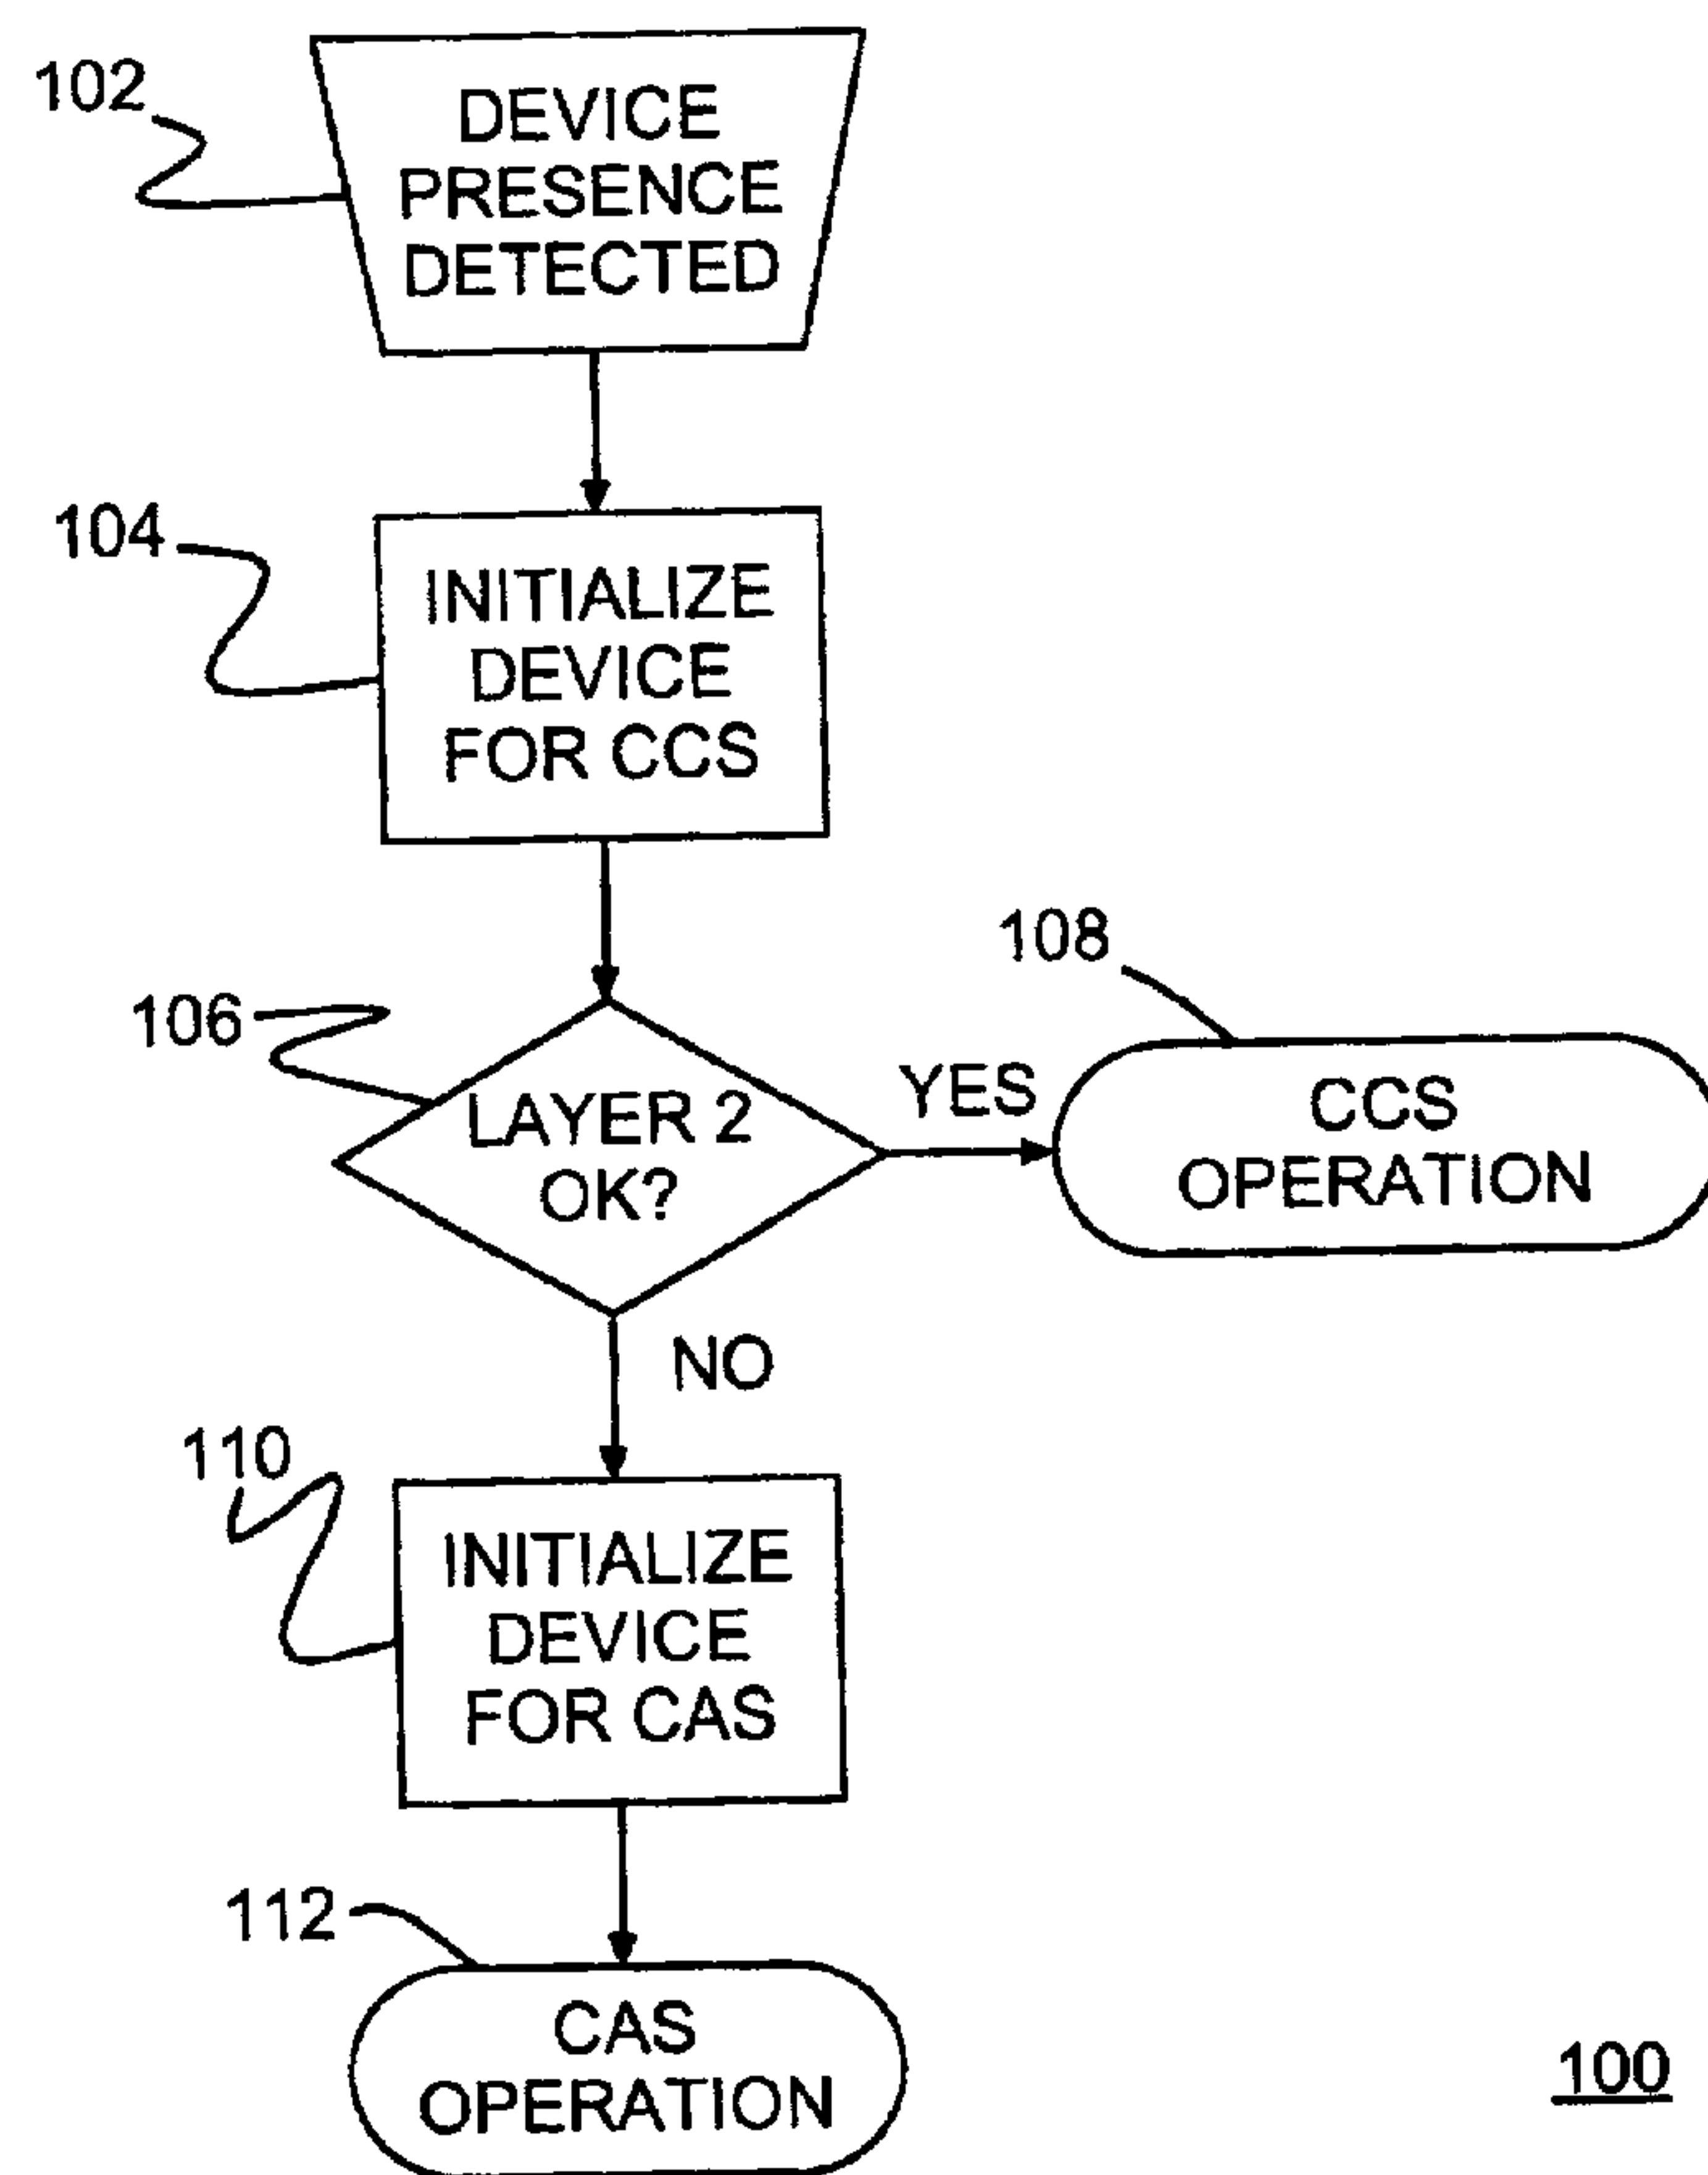 102
DEVICE
PRESENCE
DETECTED
104
INITIALIZE
DEVICE
FOR CCS
106
LAYER 2
OK?
YES
108
CCS
OPERATION
NO
110
INITIALIZE
DEVICE
FOR CAS
112
CAS
OPERATION
100